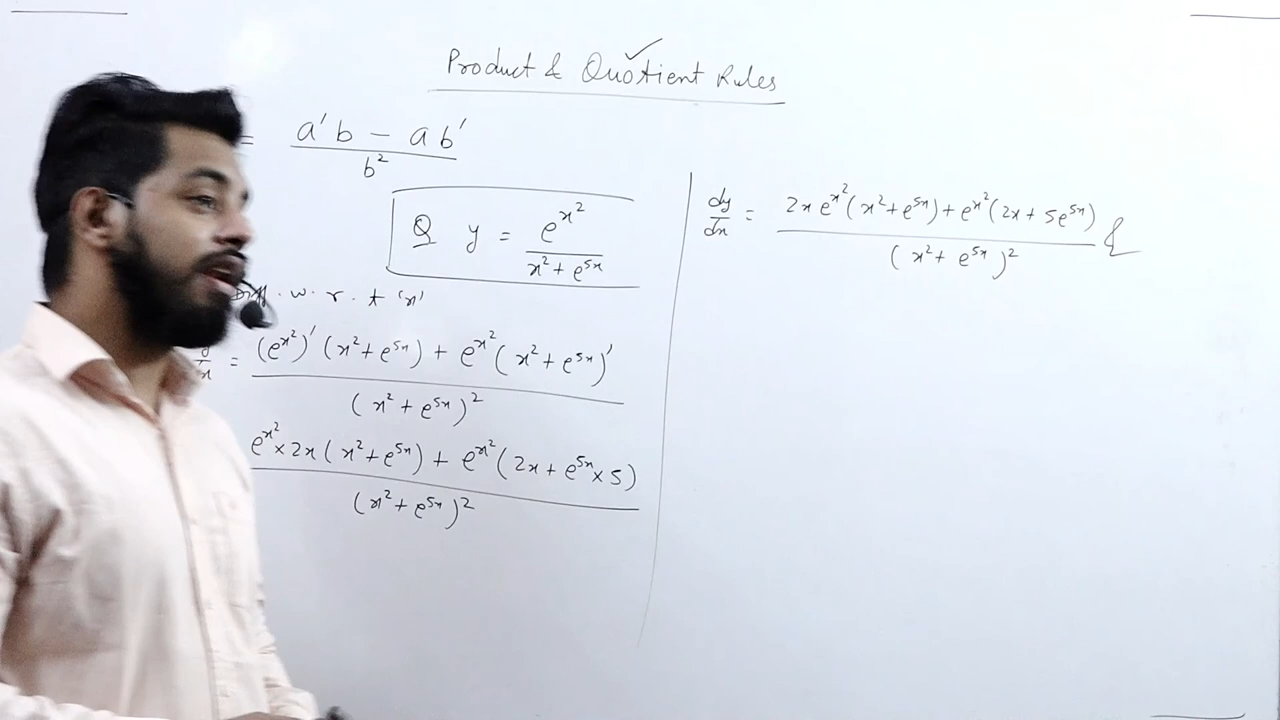 Product & Quotient Rules
= a'b - ab' / b²
Q y = e^(x²) / (x² + e^(5x))
Diff. w. r. t 'x'
= ((e^(x²))' (x² + e^(5x)) + e^(x²) (x² + e^(5x))') / (x² + e^(5x))²
(e^(x²) × 2x (x² + e^(5x)) + e^(x²) (2x + e^(5x) × 5)) / (x² + e^(5x))²
dy/dx = (2x e^(x²) (x² + e^(5x)) + e^(x²) (2x + 5e^(5x))) / (x² + e^(5x))²